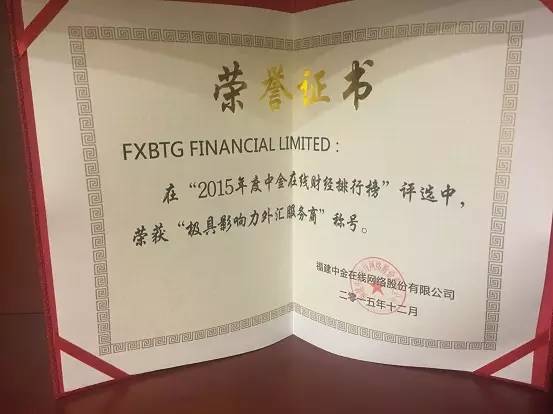 荣誉证书
FXBTG FINANCIAL LIMITED：
在“2015年度中金在线财经排行榜”评选中，
荣获“极具影响力外汇服务商”称号。
福建中金在线网络股份有限公司
二〇一五年十二月